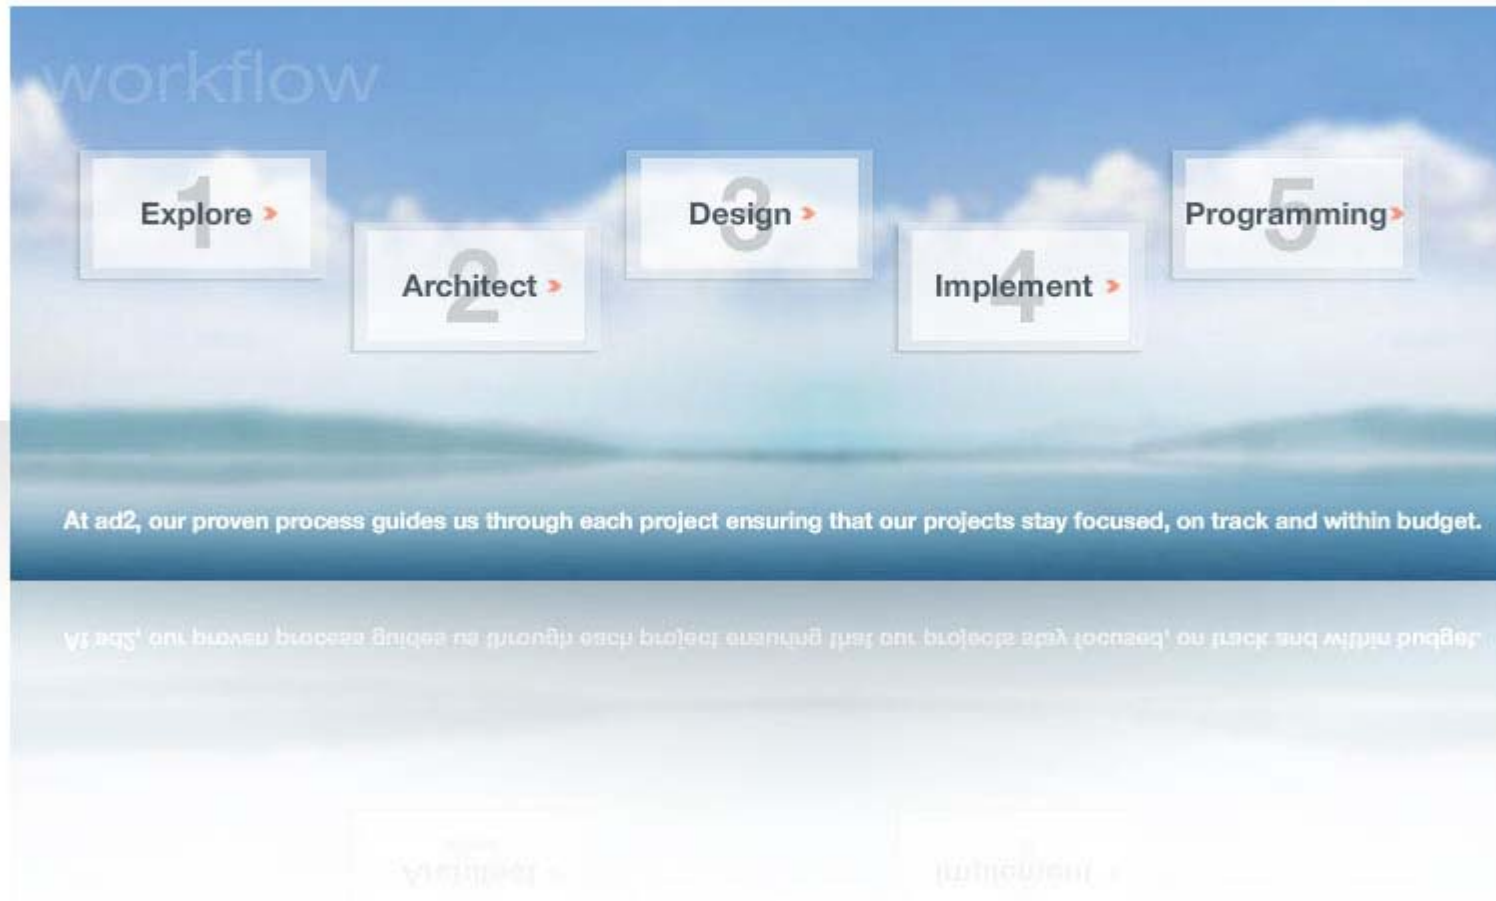 workflow
1
Explore
2
Architect
3
Design
4
Implement
5
Programming
At ad2, our proven process guides us through each project ensuring that our projects stay focused, on track and within budget.